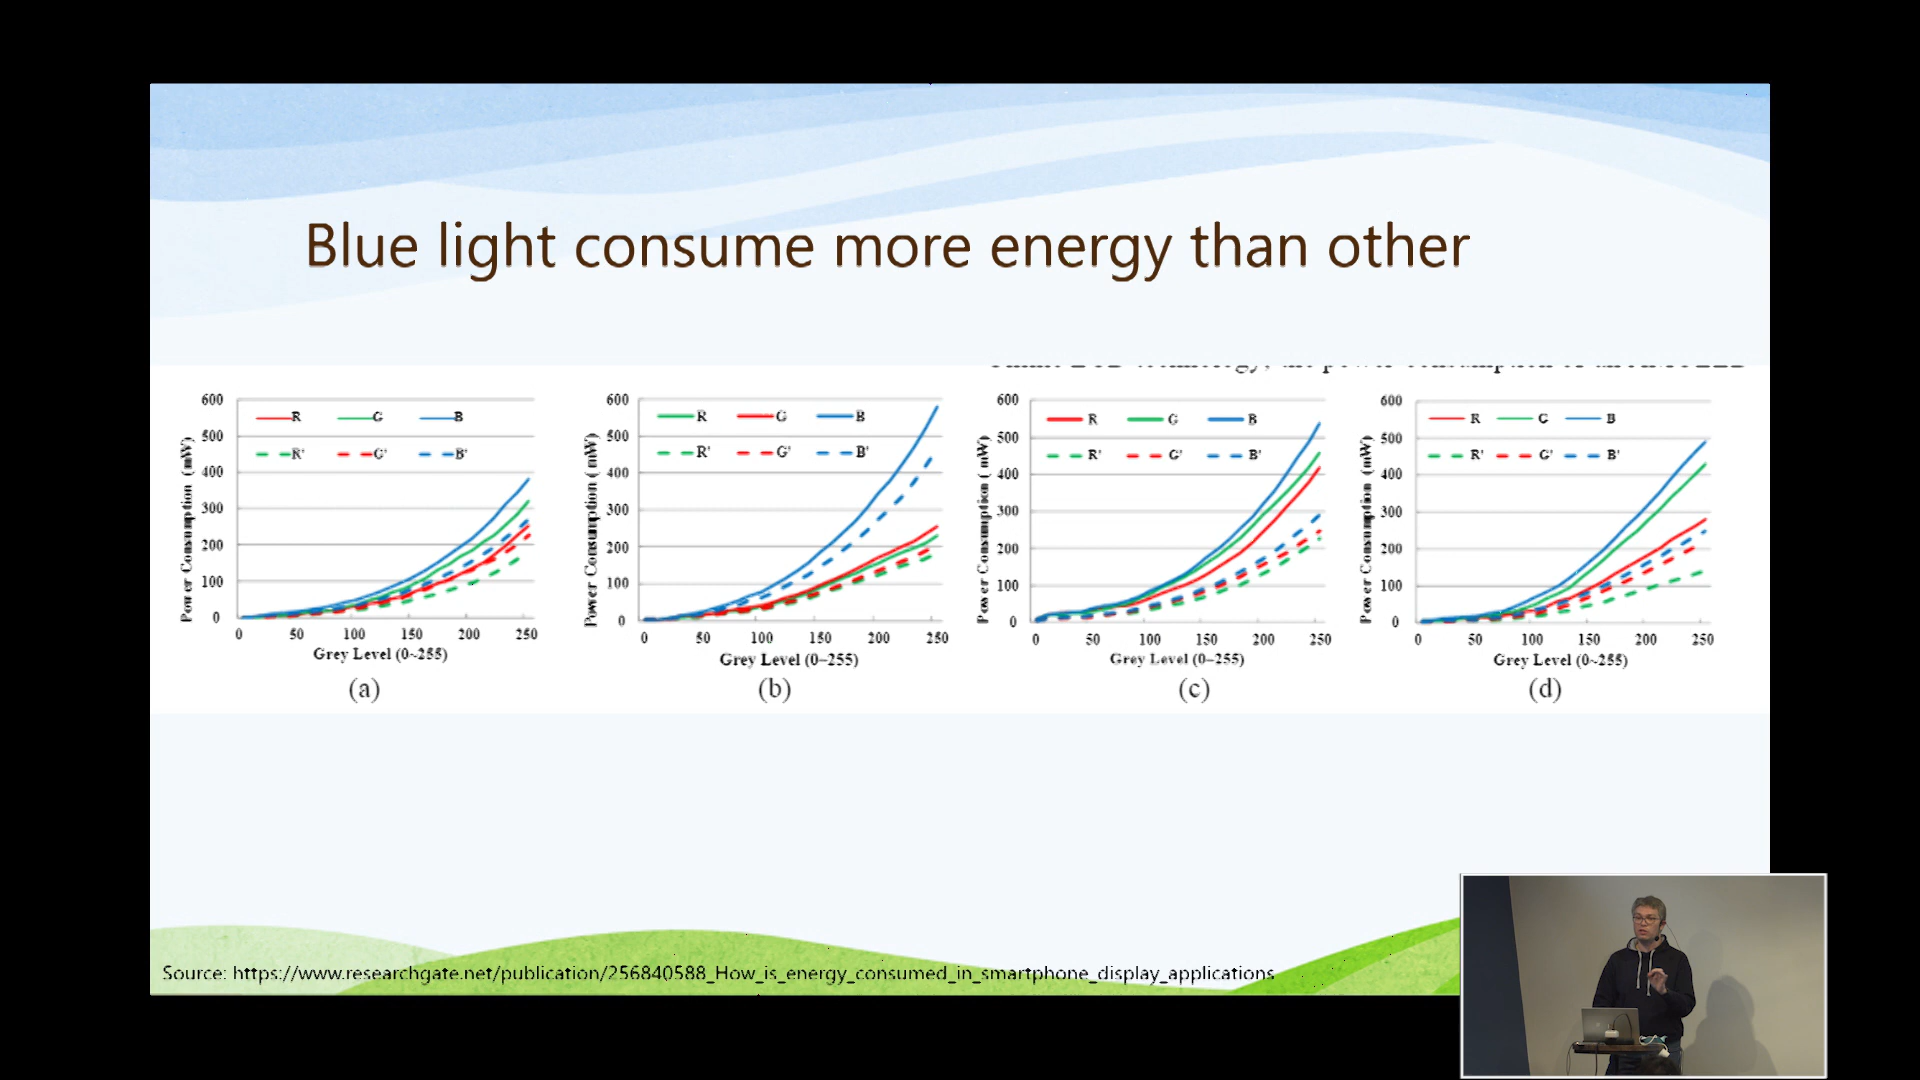 Blue light consume more energy than other
600 500 400 300 200 100 0
Power Consumption (mW)
R G B
R' G' B'
0 50 100 150 200 250
Grey Level (0~255)
(a)
600 500 400 300 200 100 0
Power Consumption (mW)
R G B
R' G' B'
0 50 100 150 200 250
Grey Level (0~255)
(b)
600 500 400 300 200 100 0
Power Consumption (mW)
R G B
R' G' B'
0 50 100 150 200 250
Grey Level (0~255)
(c)
600 500 400 300 200 100 0
Power Consumption (mW)
R G B
R' G' B'
0 50 100 150 200 250
Grey Level (0~255)
(d)
Source: https://www.researchgate.net/publication/256840588_How_is_energy_consumed_in_smartphone_display_applications